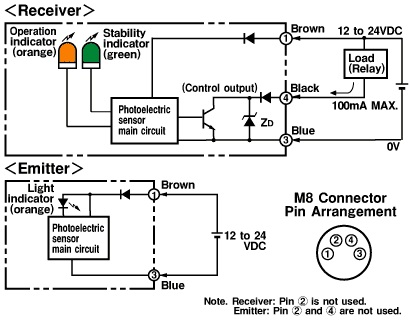 <Receiver>
Operation indicator (orange)
Stability indicator (green)
Brown
12 to 24VDC
1
Load (Relay)
(Control output)
Black
4
100mA MAX.
Photoelectric sensor main circuit
ZD
Blue
3
0V
<Emitter>
Light indicator (orange)
Brown
1
Photoelectric sensor main circuit
12 to 24 VDC
3
Blue
M8 Connector
Pin Arrangement
2 4
1 3
Note. Receiver: Pin ② is not used.
Emitter: Pin ② and ④ are not used.